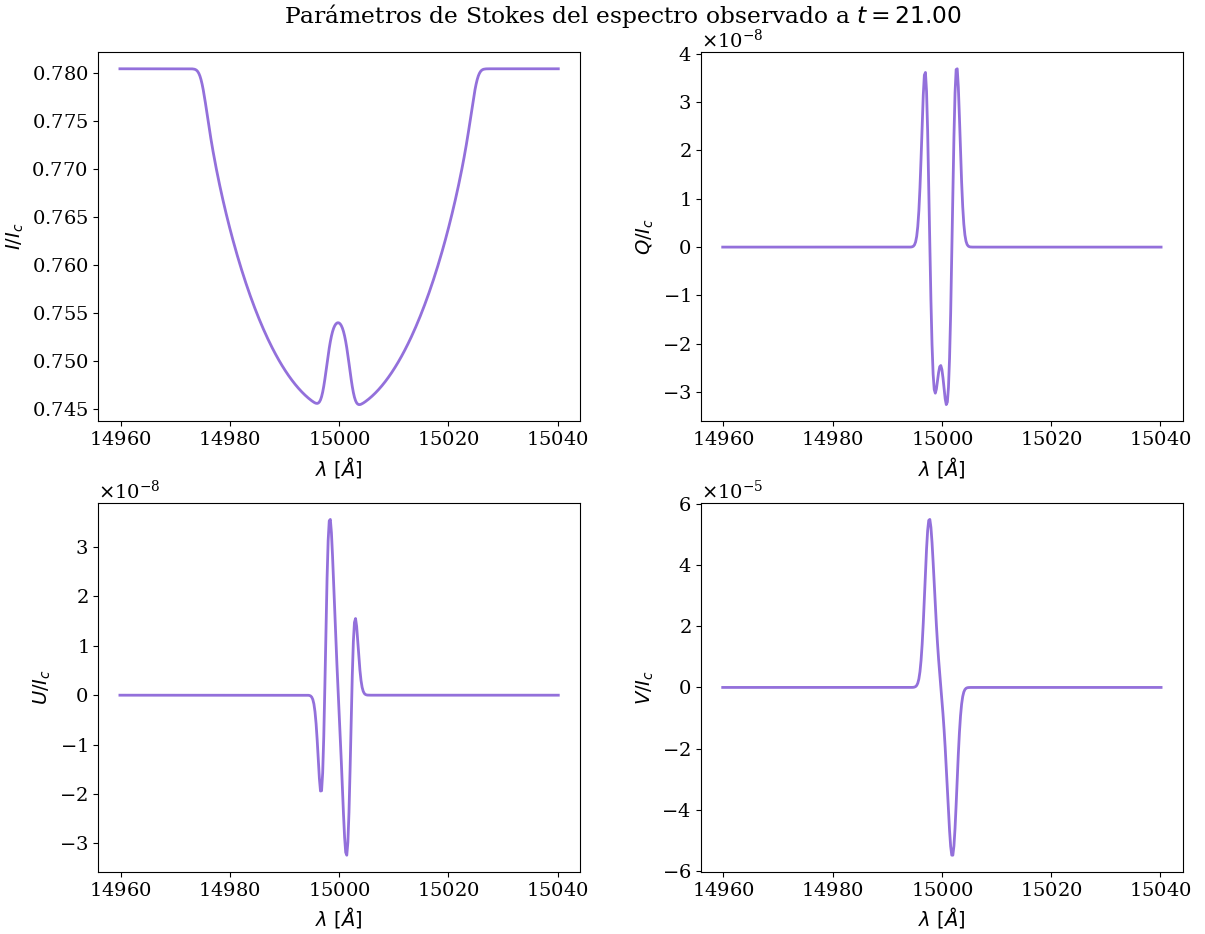 Parámetros de Stokes del espectro observado a t = 21.00
0.780
0.775
0.770
0.765
0.760
0.755
0.750
0.745
I/I_c
14960 14980 15000 15020 15040
λ [Å]
×10⁻⁸
4
3
2
1
0
−1
−2
−3
Q/I_c
14960 14980 15000 15020 15040
λ [Å]
×10⁻⁸
3
2
1
0
−1
−2
−3
U/I_c
14960 14980 15000 15020 15040
λ [Å]
×10⁻⁵
6
4
2
0
−2
−4
−6
V/I_c
14960 14980 15000 15020 15040
λ [Å]